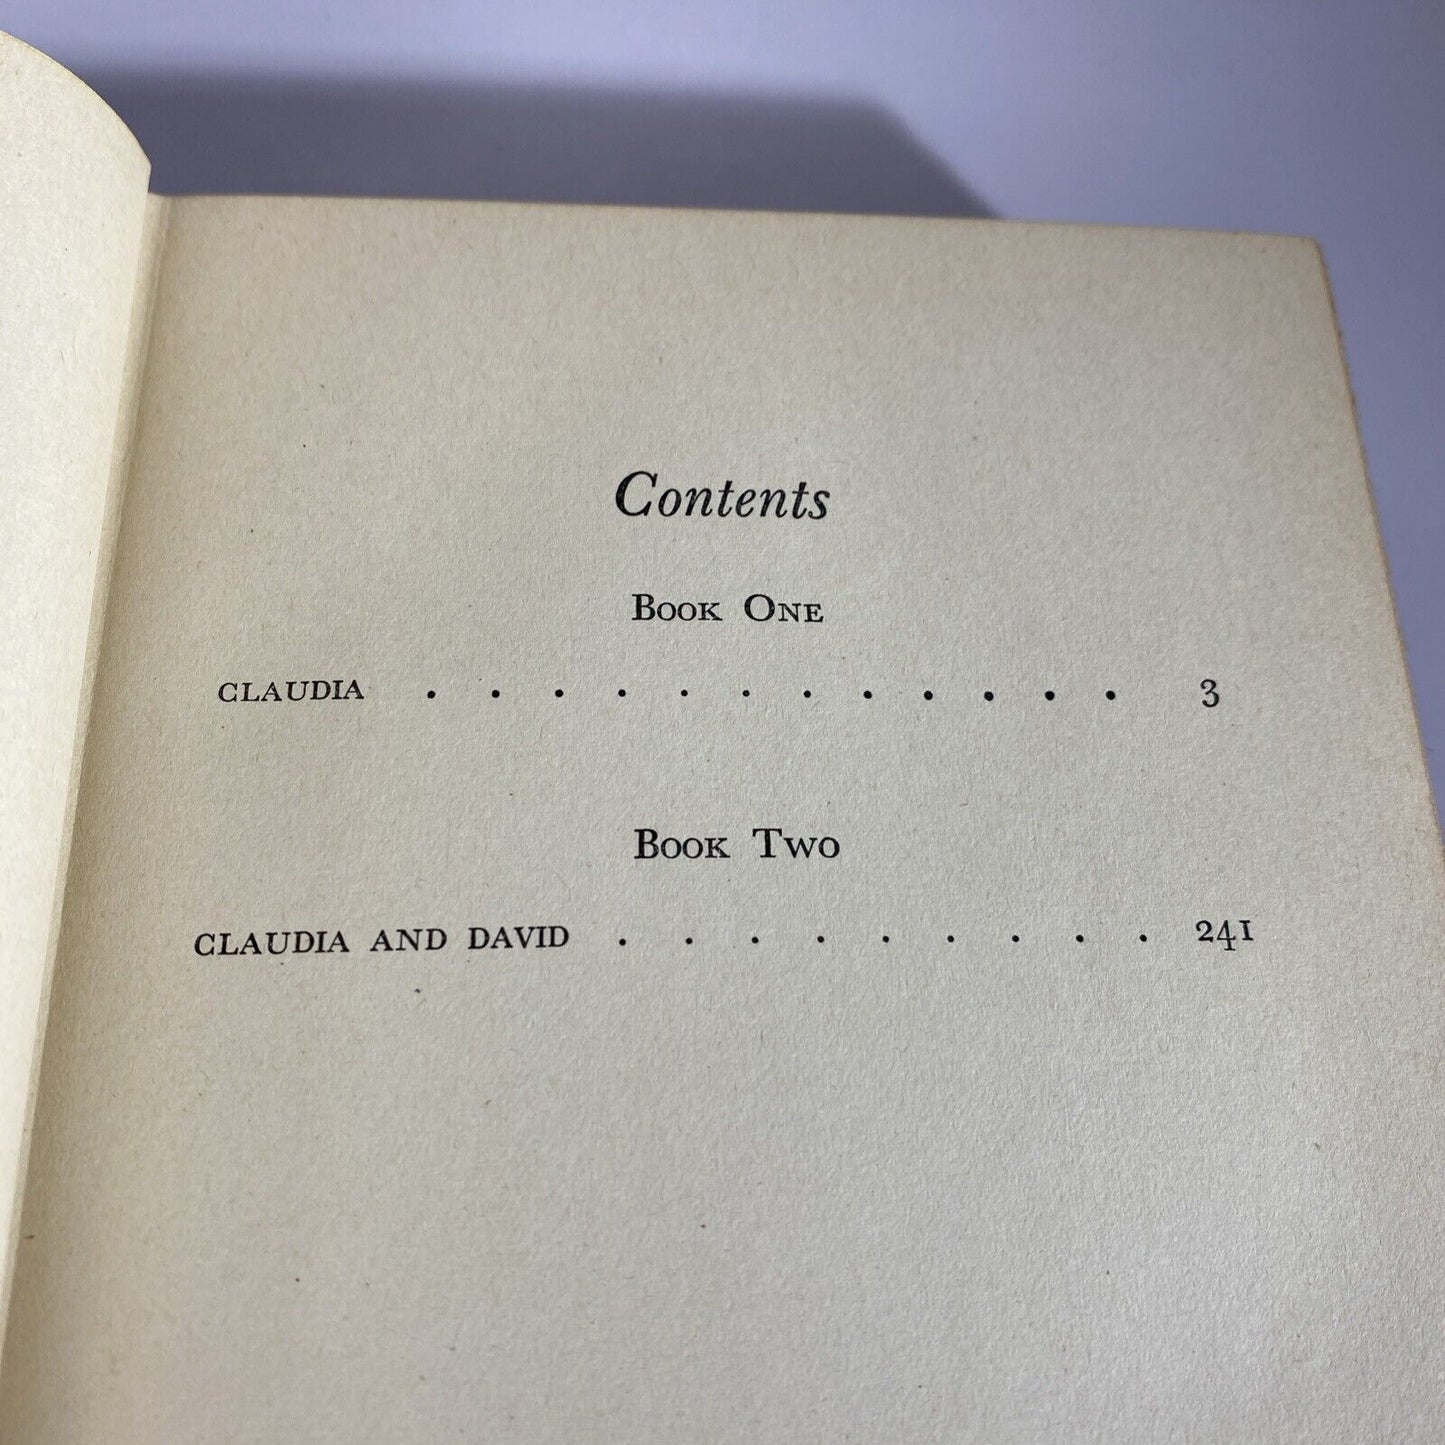 Contents
Book One
CLAUDIA . . . . . . . . . . . . 3
Book Two
CLAUDIA AND DAVID . . . . . . . . . 241